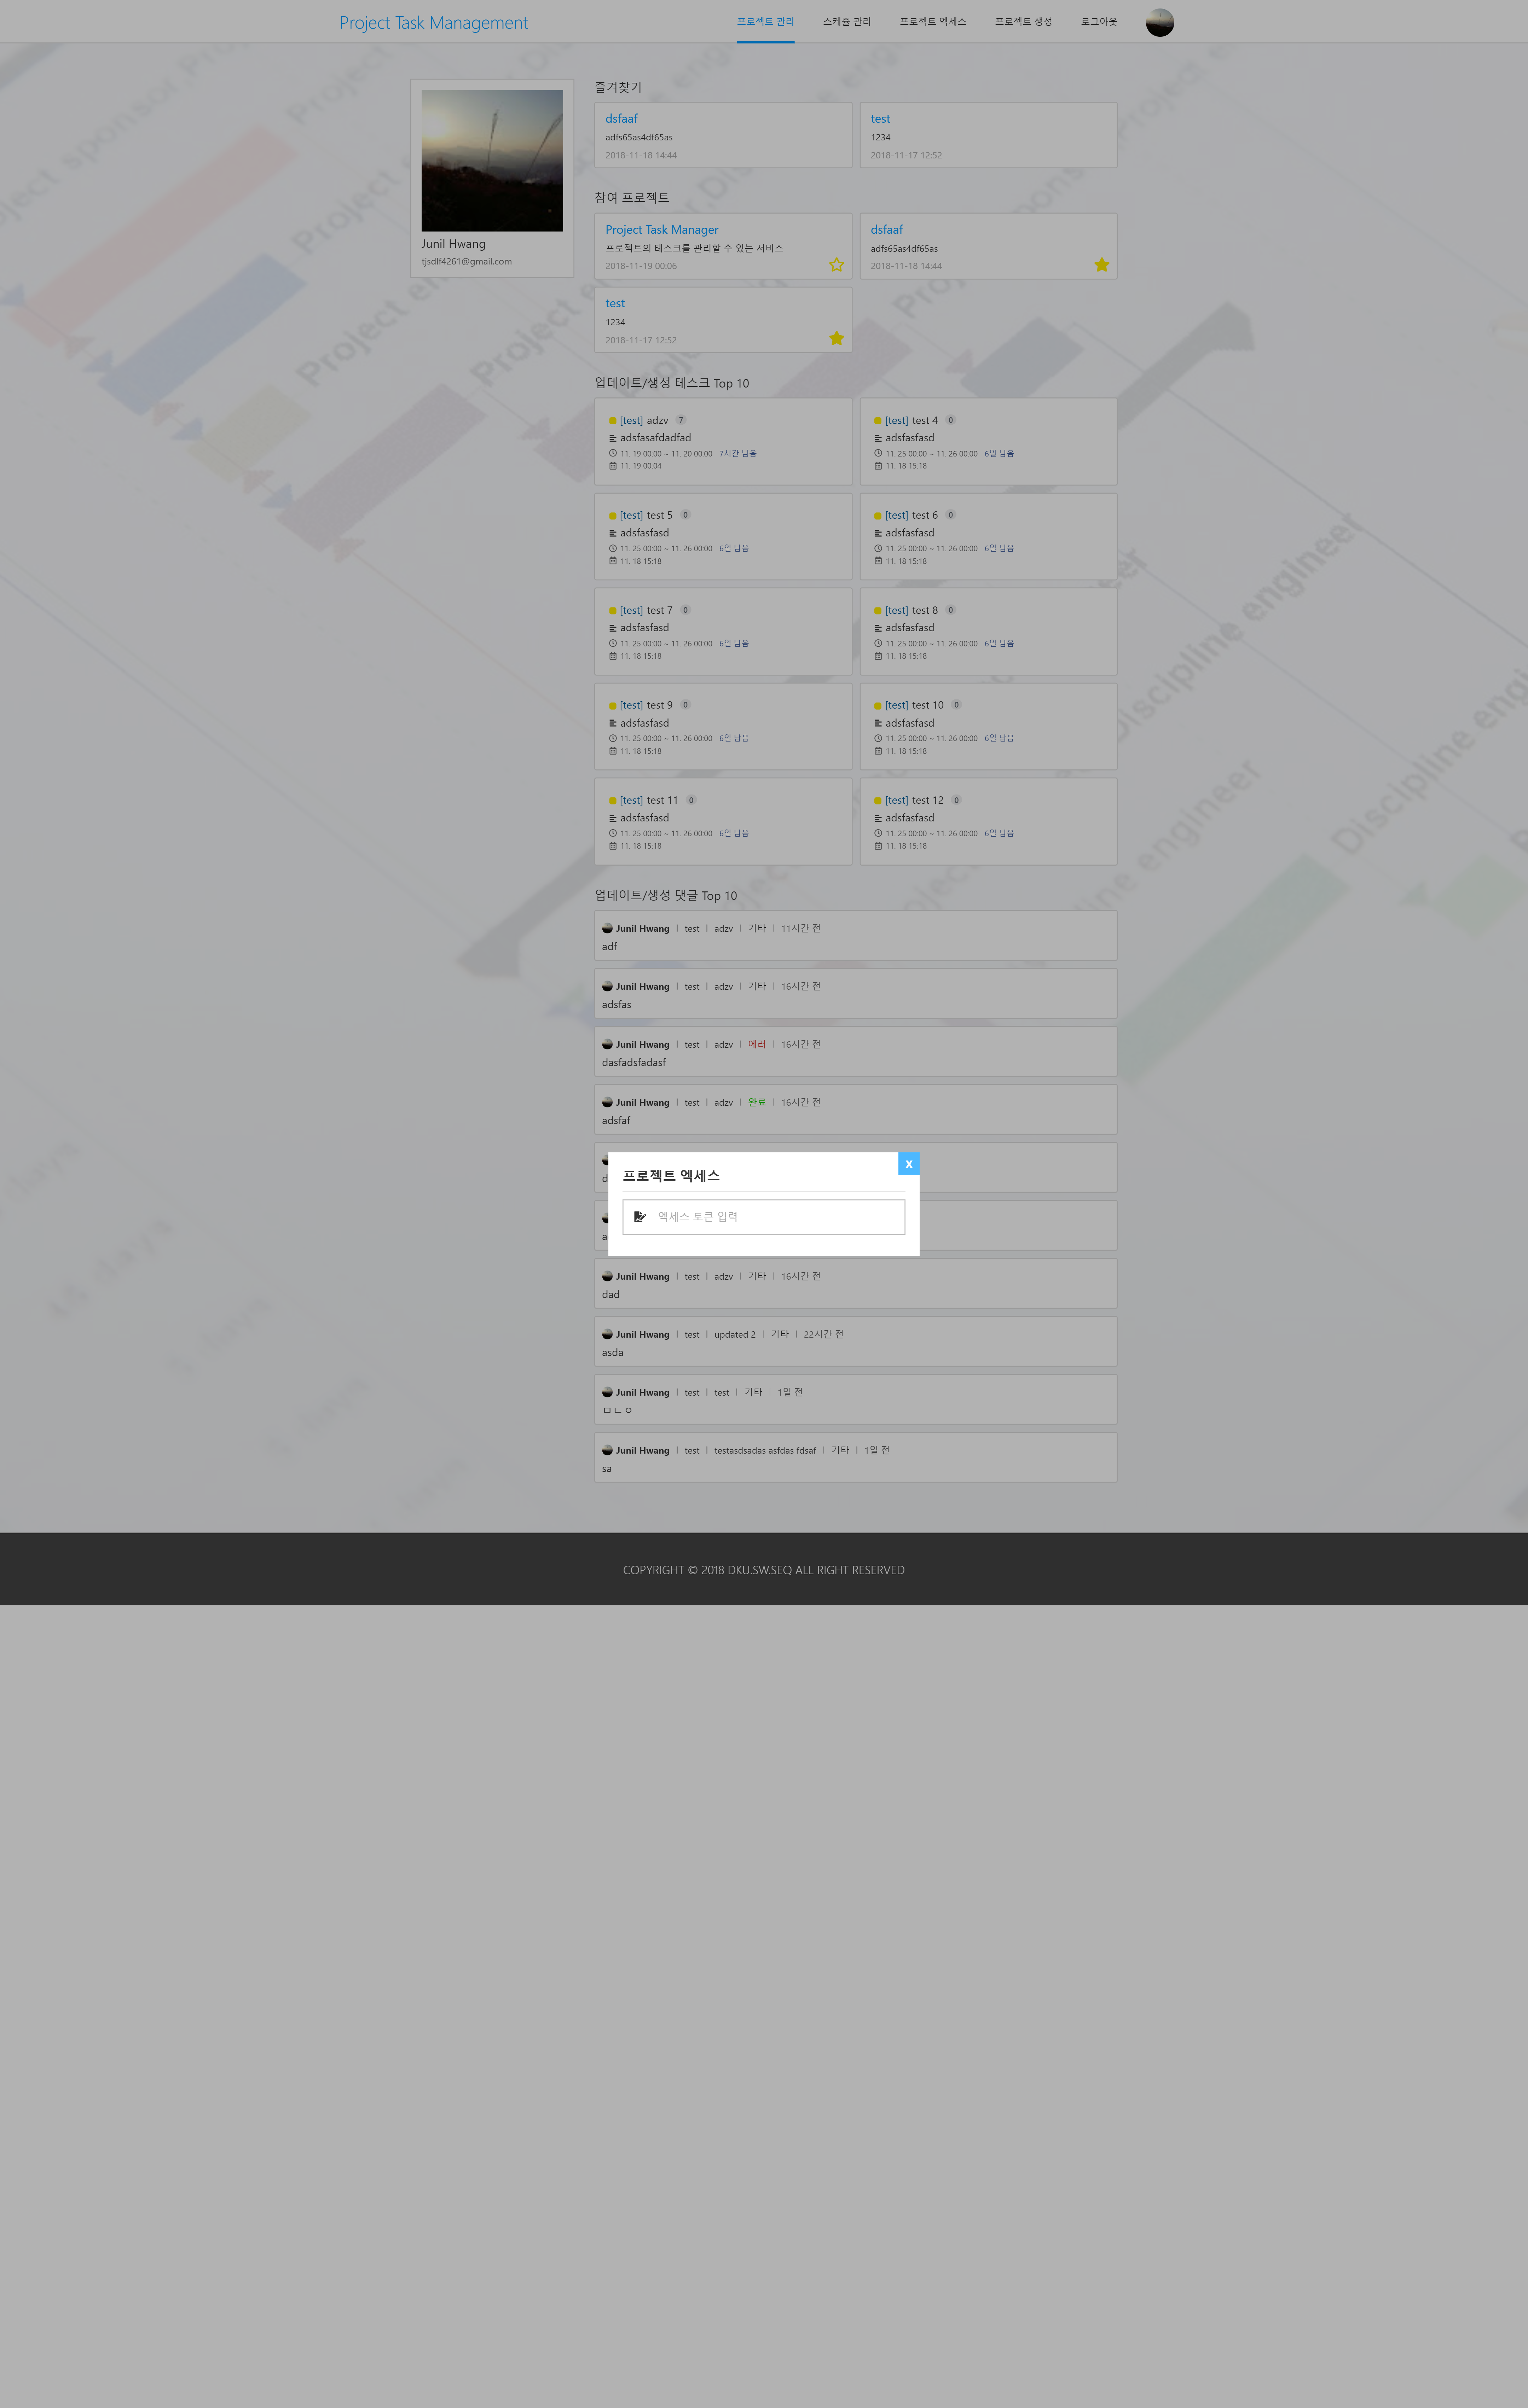 Project Task Management
프로젝트 관리 스케쥴 관리 프로젝트 엑세스 프로젝트 생성 로그아웃
Junil Hwang
tjsdlf4261@gmail.com
즐겨찾기
dsfaaf
adfs65as4df65as
2018-11-18 14:44
test
1234
2018-11-17 12:52
참여 프로젝트
Project Task Manager
프로젝트의 테스크를 관리할 수 있는 서비스
2018-11-19 00:06
dsfaaf
adfs65as4df65as
2018-11-18 14:44
test
1234
2018-11-17 12:52
업데이트/생성 테스크 Top 10
[test] adzv 7
adsfasafdadfad
11. 19 00:00 ~ 11. 20 00:00 7시간 남음
11. 19 00:04
[test] test 4 0
adsfasfasd
11. 25 00:00 ~ 11. 26 00:00 6일 남음
11. 18 15:18
[test] test 5 0
adsfasfasd
11. 25 00:00 ~ 11. 26 00:00 6일 남음
11. 18 15:18
[test] test 6 0
adsfasfasd
11. 25 00:00 ~ 11. 26 00:00 6일 남음
11. 18 15:18
[test] test 7 0
adsfasfasd
11. 25 00:00 ~ 11. 26 00:00 6일 남음
11. 18 15:18
[test] test 8 0
adsfasfasd
11. 25 00:00 ~ 11. 26 00:00 6일 남음
11. 18 15:18
[test] test 9 0
adsfasfasd
11. 25 00:00 ~ 11. 26 00:00 6일 남음
11. 18 15:18
[test] test 10 0
adsfasfasd
11. 25 00:00 ~ 11. 26 00:00 6일 남음
11. 18 15:18
[test] test 11 0
adsfasfasd
11. 25 00:00 ~ 11. 26 00:00 6일 남음
11. 18 15:18
[test] test 12 0
adsfasfasd
11. 25 00:00 ~ 11. 26 00:00 6일 남음
11. 18 15:18
업데이트/생성 댓글 Top 10
Junil Hwang | test | adzv | 기타 | 11시간 전
adf
Junil Hwang | test | adzv | 기타 | 16시간 전
adsfas
Junil Hwang | test | adzv | 에러 | 16시간 전
dasfadsfadasf
Junil Hwang | test | adzv | 완료 | 16시간 전
adsfaf
프로젝트 엑세스
X
엑세스 토큰 입력
Junil Hwang | test | adzv | 기타 | 16시간 전
dad
Junil Hwang | test | updated 2 | 기타 | 22시간 전
asda
Junil Hwang | test | test | 기타 | 1일 전
ㅁㄴㅇ
Junil Hwang | test | testasdsadas asfdas fdsaf | 기타 | 1일 전
sa
Project sponsor,
Project
Project
Project
Discipline engineer
Discipline engineer
COPYRIGHT © 2018 DKU.SW.SEQ ALL RIGHT RESERVED